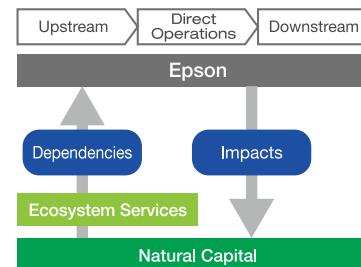 Upstream
Direct
Operations
Downstream
Epson
Dependencies
Impacts
Ecosystem Services
Natural Capital